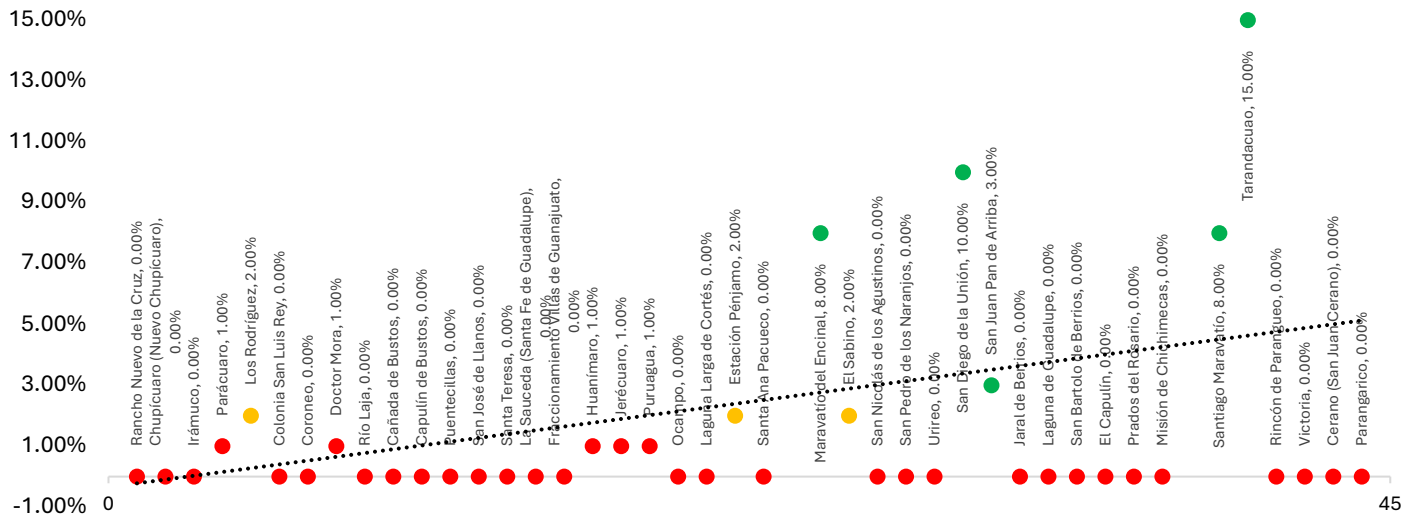 15.00%
13.00%
11.00%
9.00%
7.00%
5.00%
3.00%
1.00%
-1.00%
0
45
Rancho Nuevo de la Cruz, 0.00%
Chupícuaro (Nuevo Chupícuaro),
0.00%
Irámuco, 0.00%
Parácuaro, 1.00%
Los Rodríguez, 2.00%
Colonia San Luis Rey, 0.00%
Coroneo, 0.00%
Doctor Mora, 1.00%
Río Laja, 0.00%
Cañada de Bustos, 0.00%
Capulín de Bustos, 0.00%
Puentecillas, 0.00%
San José de Llanos, 0.00%
Santa Teresa, 0.00%
La Sauceda (Santa Fe de Guadalupe),
0.00%
Fraccionamiento Villas de Guanajuato,
0.00%
Huanímaro, 1.00%
Jerécuaro, 1.00%
Puruagua, 1.00%
Ocampo, 0.00%
Laguna Larga de Cortés, 0.00%
Estación Pénjamo, 2.00%
Santa Ana Pacueco, 0.00%
Maravatío del Encinal, 8.00%
El Sabino, 2.00%
San Nicolás de los Agustinos, 0.00%
San Pedro de los Naranjos, 0.00%
Urireo, 0.00%
San Diego de la Unión, 10.00%
San Juan Pan de Arriba, 3.00%
Jaral de Berrios, 0.00%
Laguna de Guadalupe, 0.00%
San Bartolo de Berrios, 0.00%
El Capulín, 0.00%
Prados del Rosario, 0.00%
Misión de Chichimecas, 0.00%
Santiago Maravatío, 8.00%
Tarandacuao, 15.00%
Rincón de Parangueo, 0.00%
Victoria, 0.00%
Cerano (San Juan Cerano), 0.00%
Parangarico, 0.00%